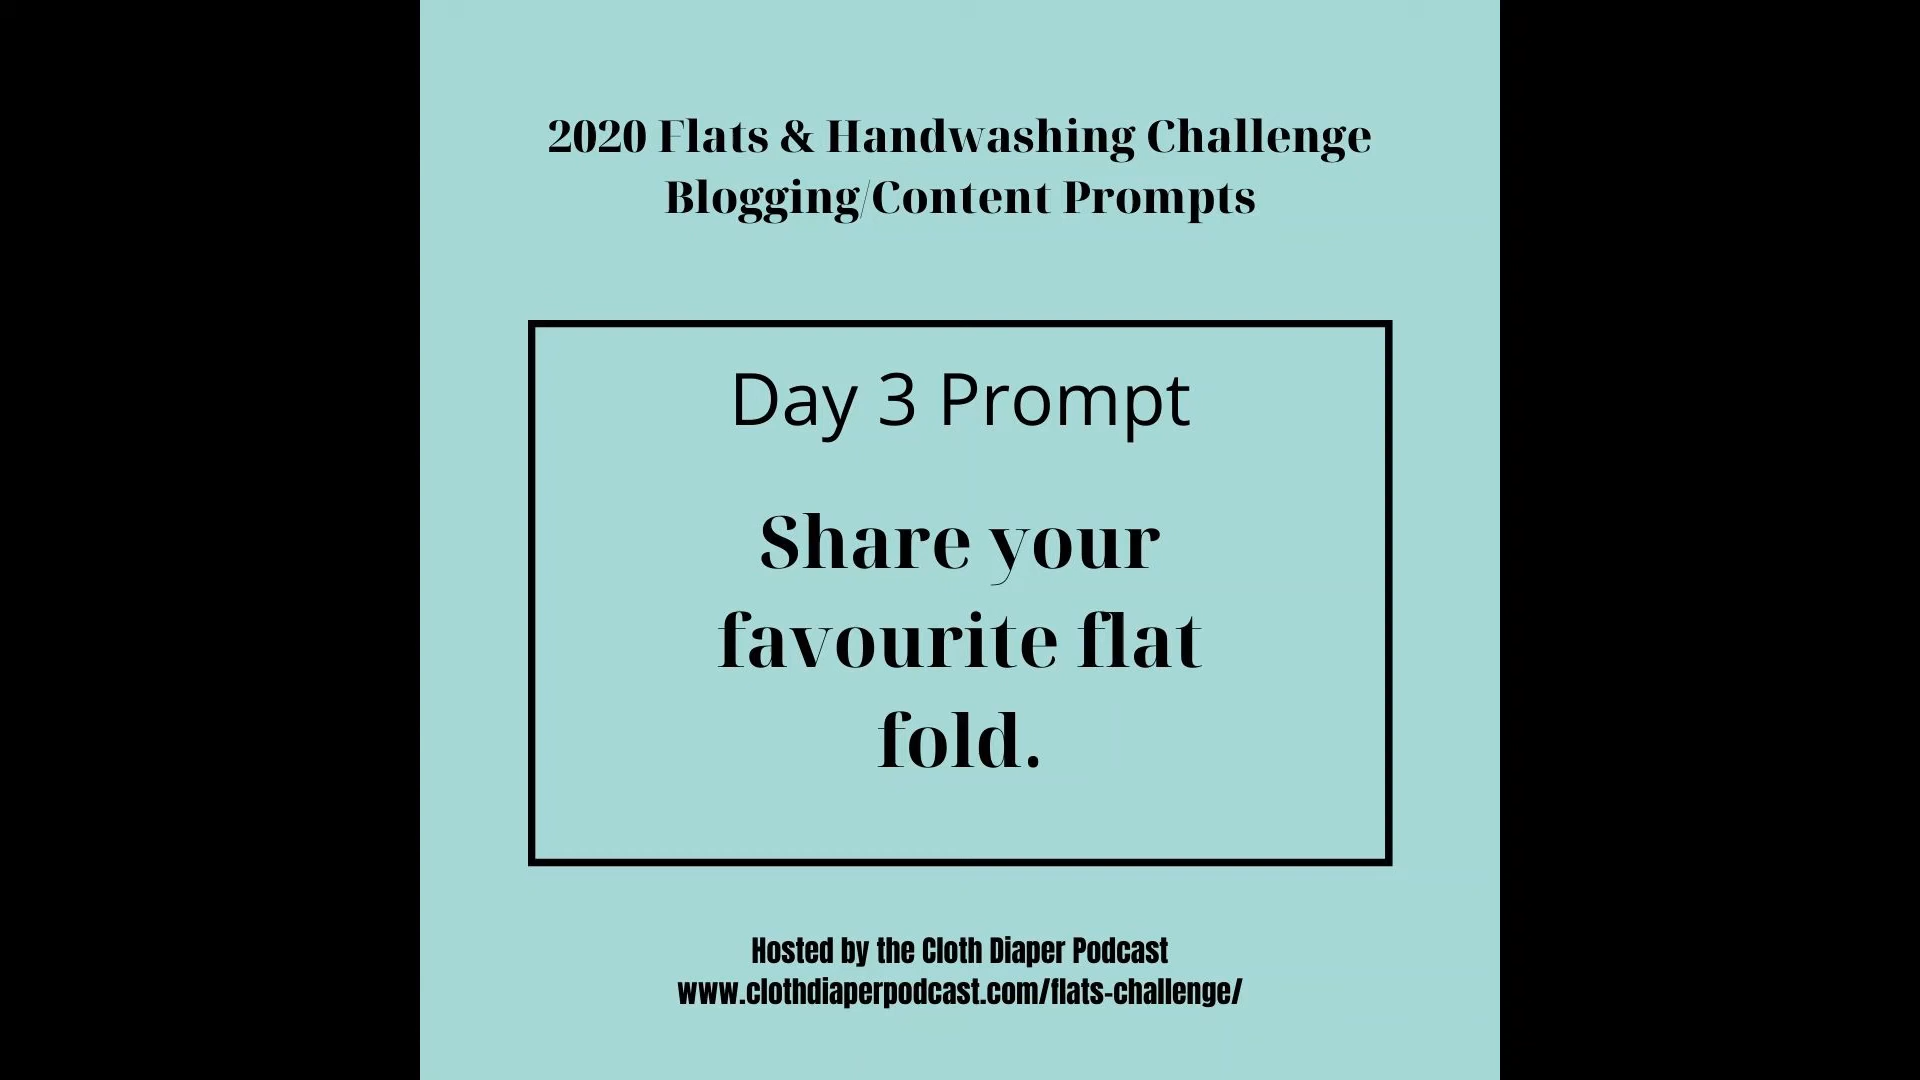 2020 Flats & Handwashing Challenge
Blogging/Content Prompts
Day 3 Prompt
Share your
favourite flat
fold.
Hosted by the Cloth Diaper Podcast
www.clothdiaperpodcast.com/flats-challenge/